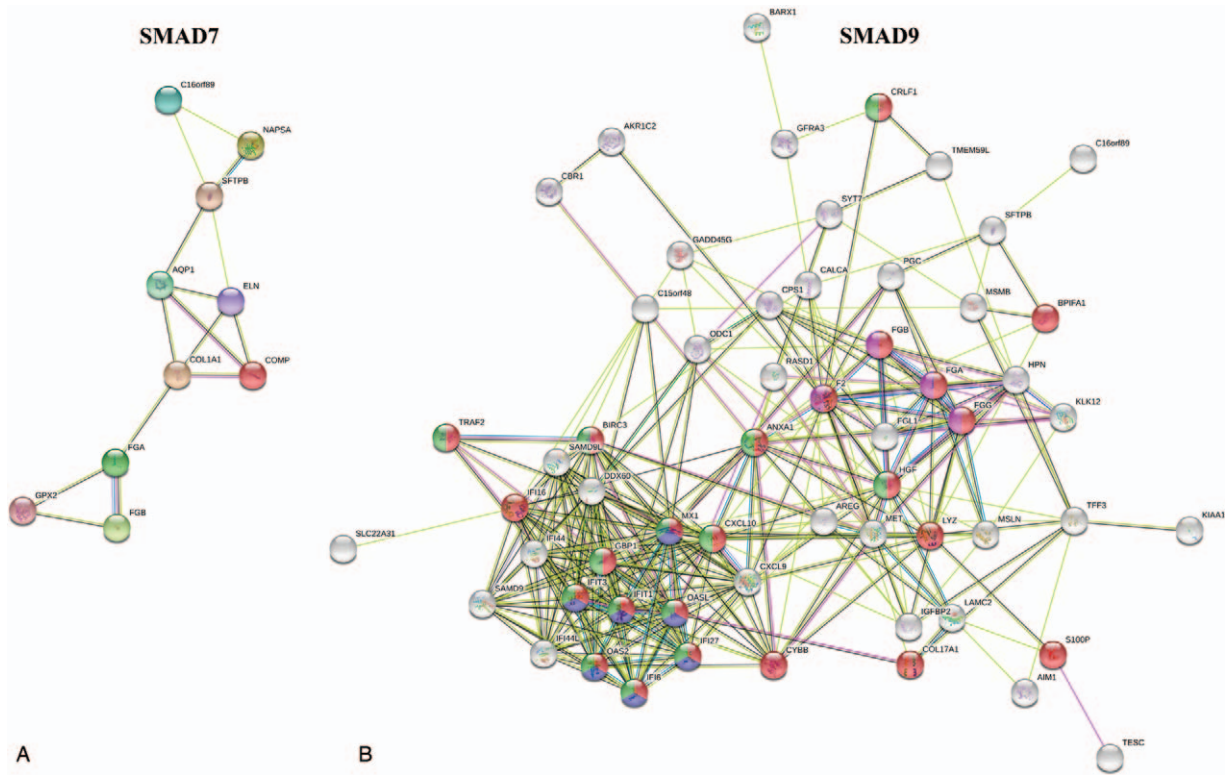 SMAD7
SMAD9
C16orf89
NAPSA
SFTPB
AQP1
ELN
COL1A1
COMP
FGA
GPX2
FGB
A
BARX1
CRLF1
AKR1C2
GFRA3
TMEM59L
C16orf89
CBR1
SYT7
SFTPB
GADD45G
CALCA
PGC
CPS1
MSMB
BPIFA1
C15orf48
ODC1
FGB
RASD1
F2
FGA
HPN
FGG
KLK12
TRAF2
BIRC3
ANXA1
FGL1
SAMD9L
DDX60
HGF
IFI16
MX1
CXCL10
AREG
MET
LYZ
MSLN
TFF3
KIAA1
SLC22A31
IFI44
GBP1
CXCL9
SAMD9
IFIT3
IFIT1
OASL
IGFBP2
LAMC2
IFI44L
OAS2
IFI27
CYBB
COL17A1
S100P
IFI6
AIM1
TESC
B